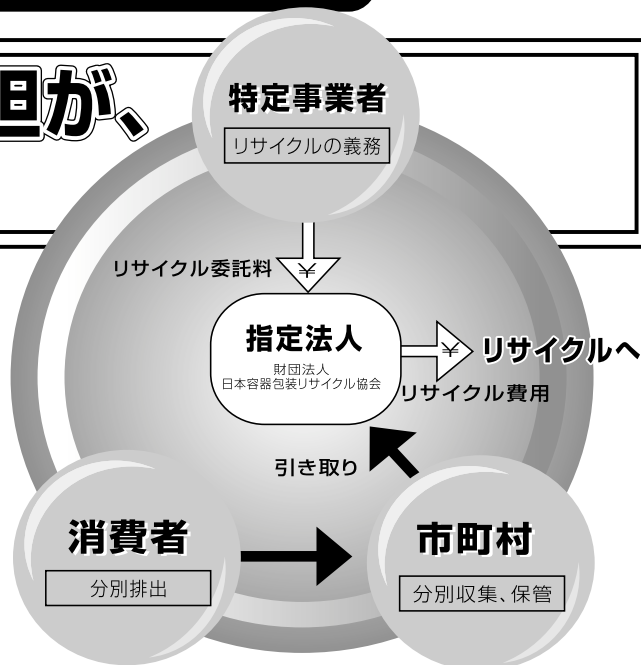 担が、
特定事業者
リサイクルの義務
リサイクル委託料
¥
指定法人
財団法人
日本容器包装リサイクル協会
¥
リサイクルへ
リサイクル費用
引き取り
消費者
分別排出
市町村
分別収集、保管